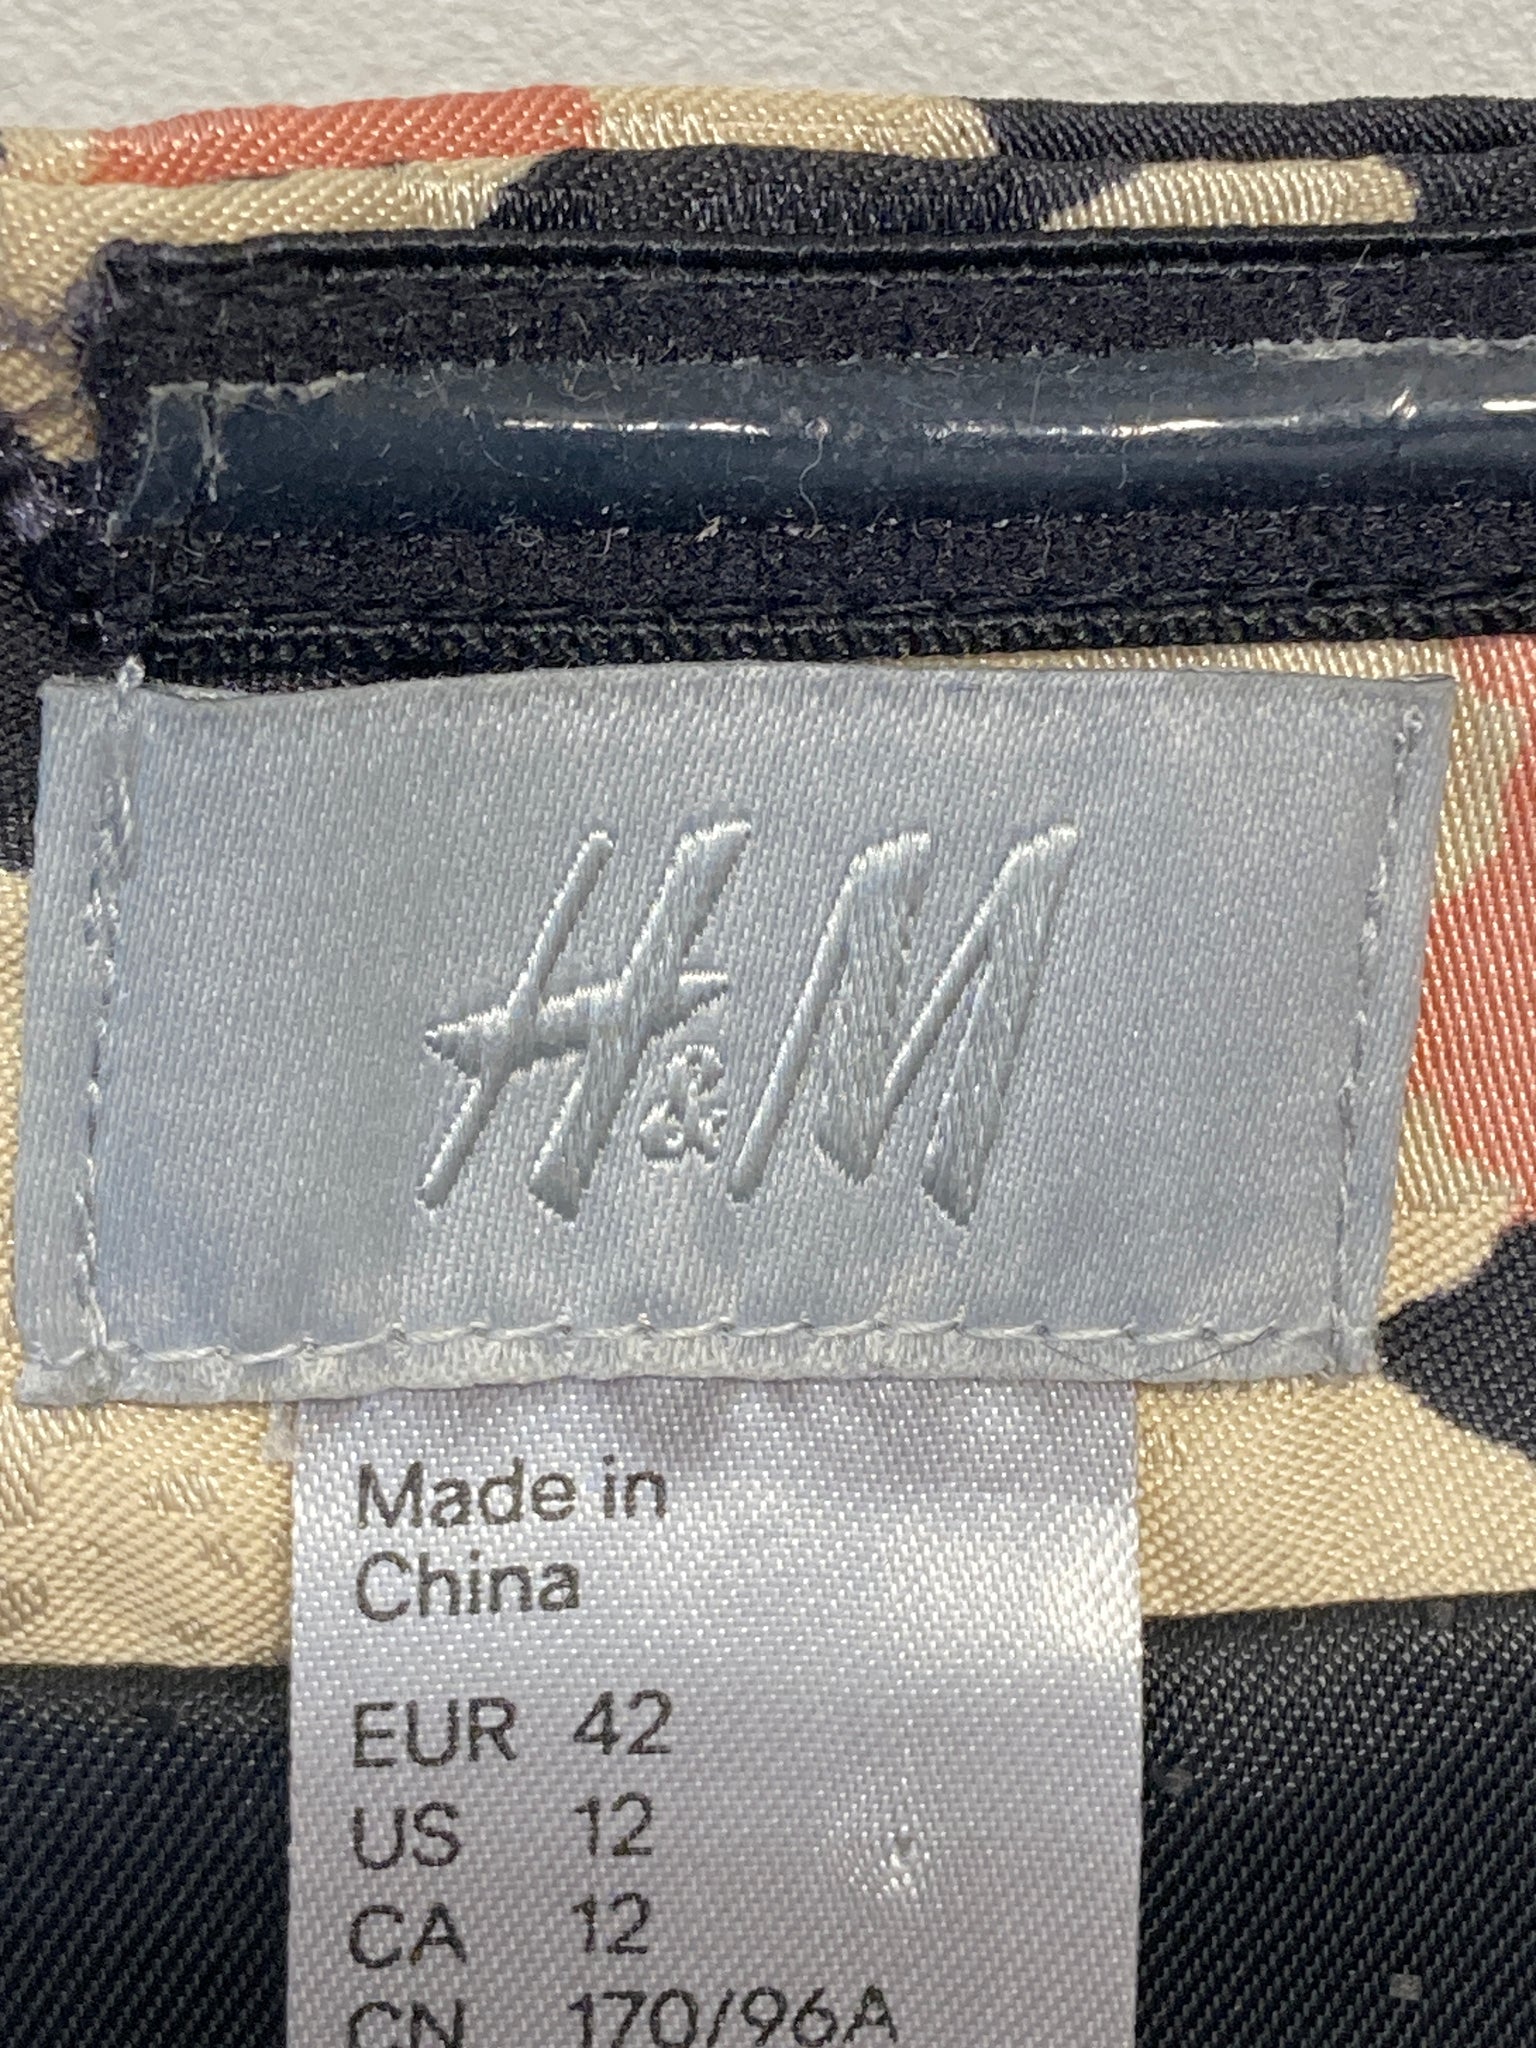 H&M
Made in
China
EUR 42
US 12
CA 12
CN 170/96A